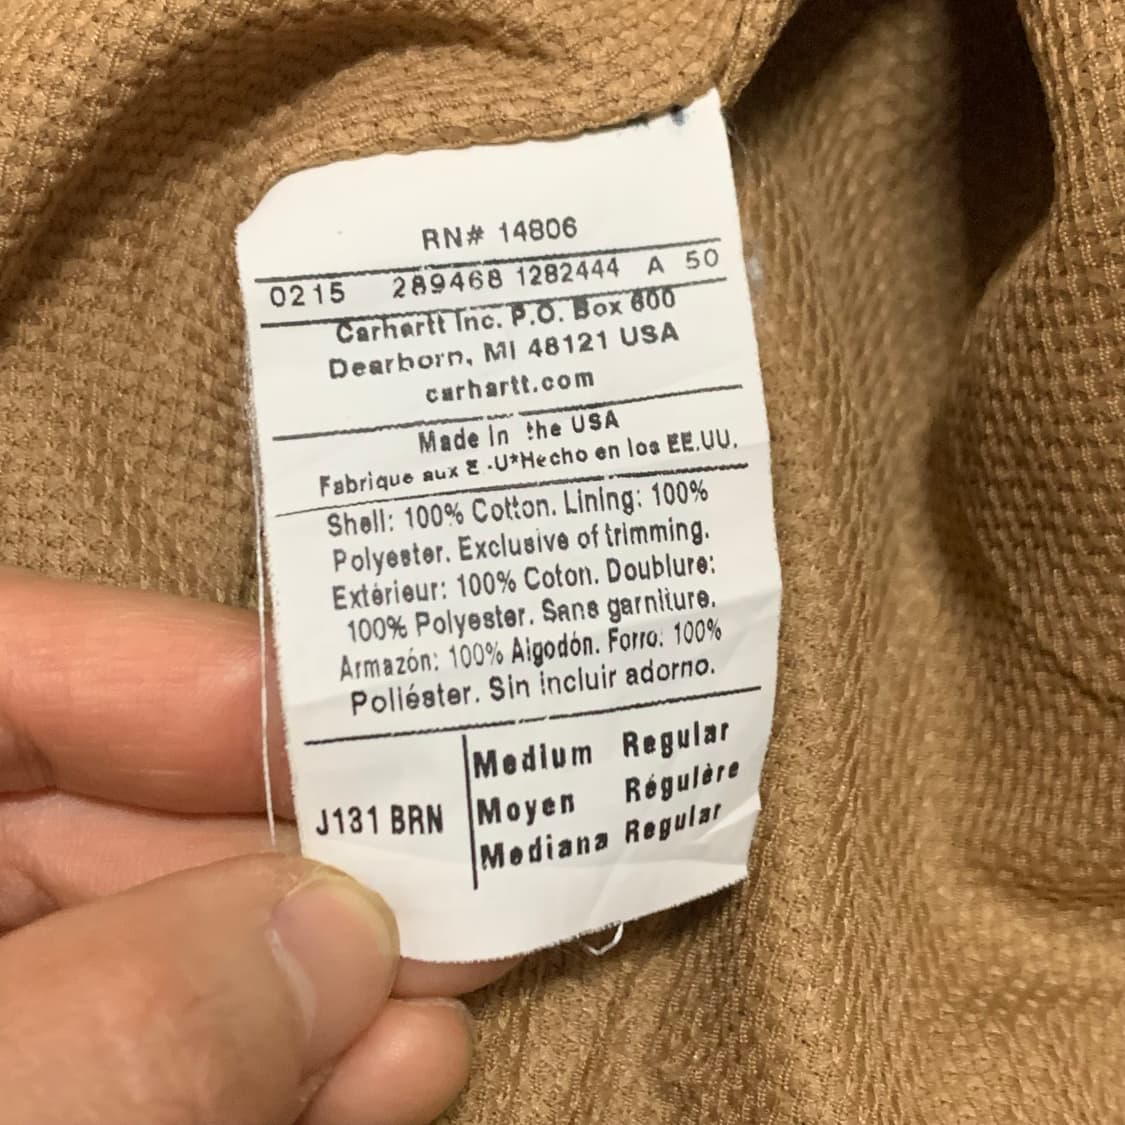 RN# 14806
0215 289468 1282444 A 50
Carhartt Inc. P.O. Box 600
Dearborn, MI 48121 USA
carhartt.com
Made in the USA
Fabrique aux E .U*Hecho en los EE.UU.
Shell: 100% Cotton. Lining: 100%
Polyester. Exclusive of trimming.
Extérieur: 100% Coton. Doublure:
100% Polyester. Sans garniture.
Armazón: 100% Algodón. Forro: 100%
Poliéster. Sin incluir adorno.
J131 BRN
Medium Regular
Moyen Régulère
Mediana Regular